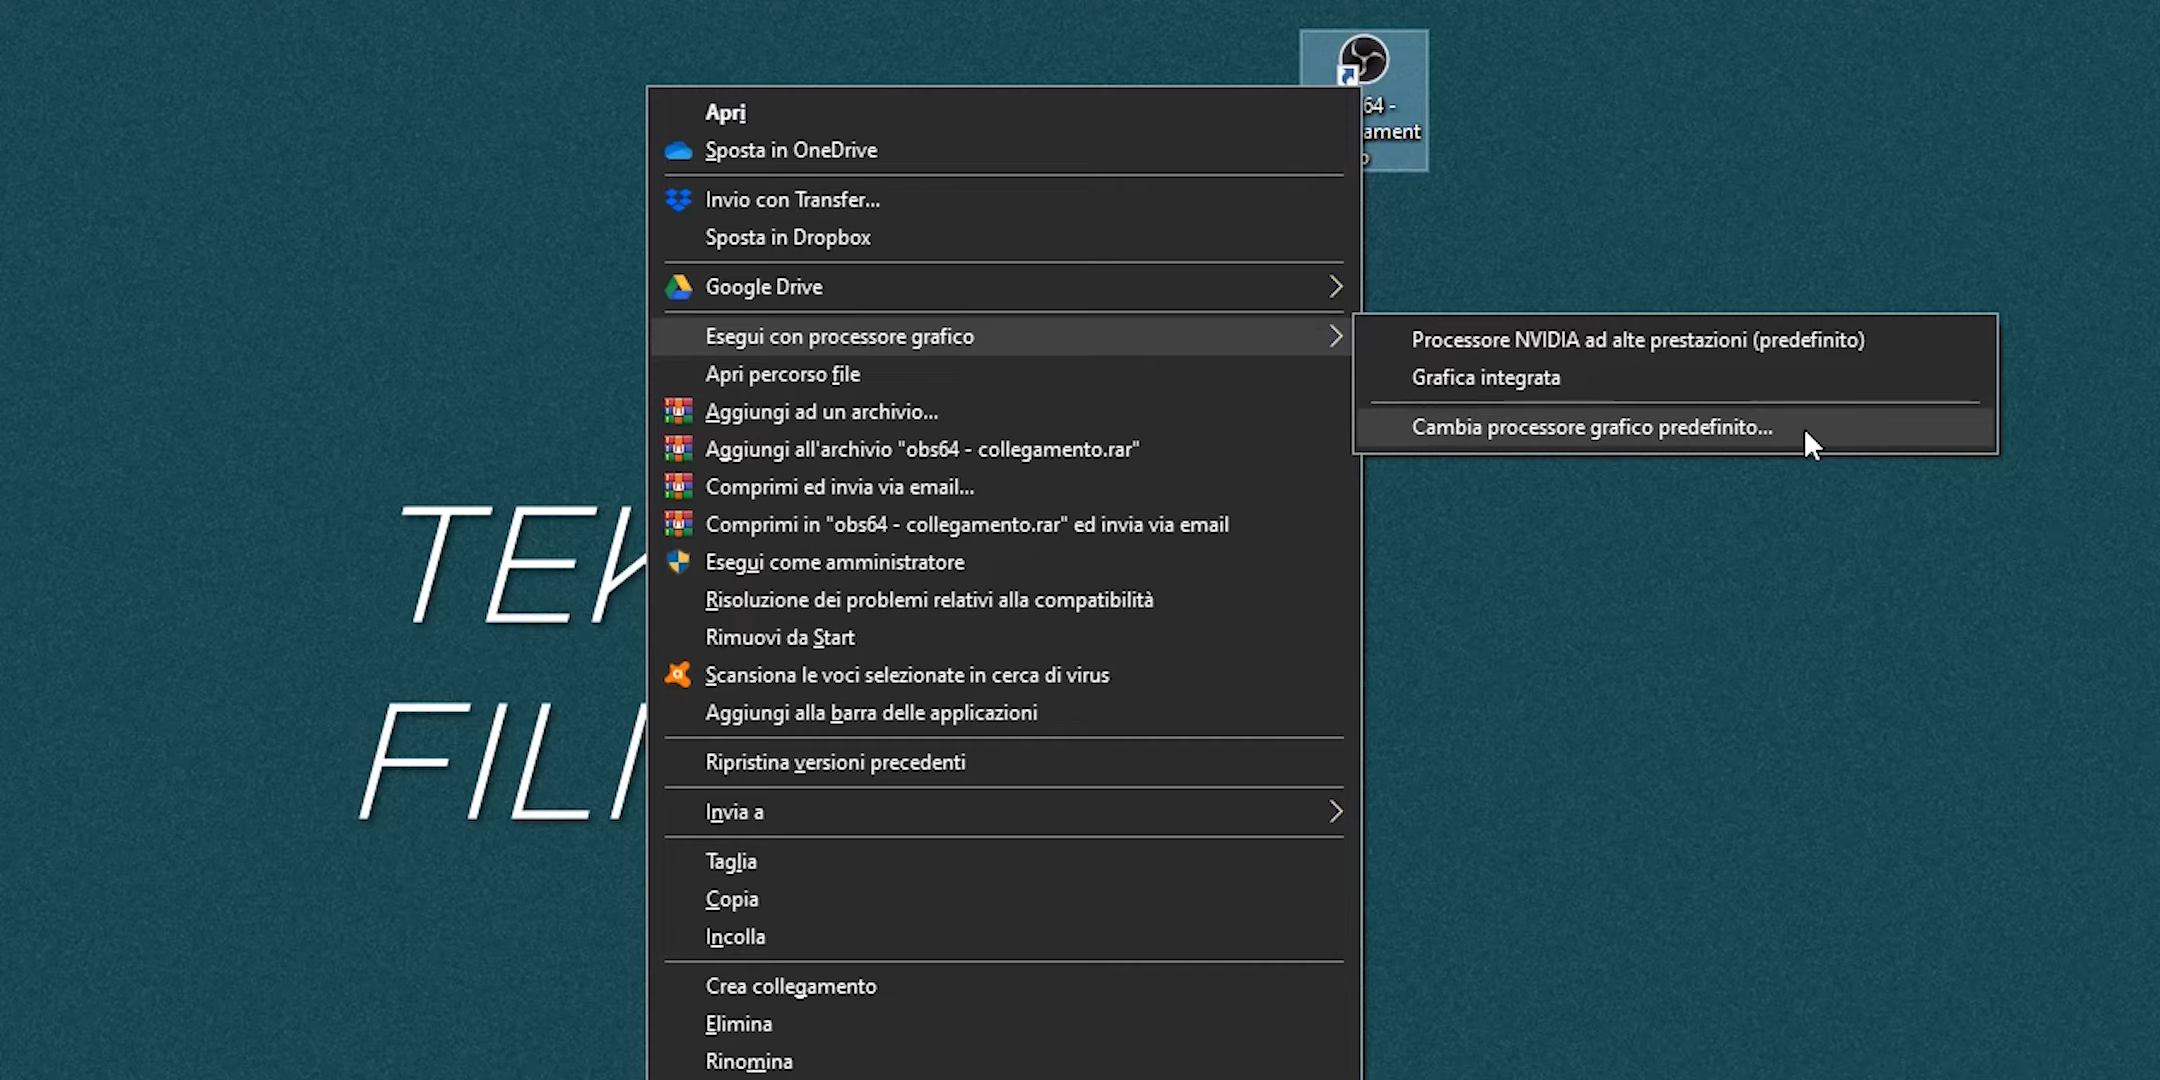 64 -
ament
o
Apri
Sposta in OneDrive
Invio con Transfer...
Sposta in Dropbox
Google Drive
Esegui con processore grafico
Processore NVIDIA ad alte prestazioni (predefinito)
Grafica integrata
Cambia processore grafico predefinito...
Apri percorso file
Aggiungi ad un archivio...
Aggiungi all'archivio "obs64 - collegamento.rar"
Comprimi ed invia via email...
Comprimi in "obs64 - collegamento.rar" ed invia via email
Esegui come amministratore
Risoluzione dei problemi relativi alla compatibilità
Rimuovi da Start
Scansiona le voci selezionate in cerca di virus
Aggiungi alla barra delle applicazioni
Ripristina versioni precedenti
Invia a
Taglia
Copia
Incolla
Crea collegamento
Elimina
Rinomina
TEK
FILI